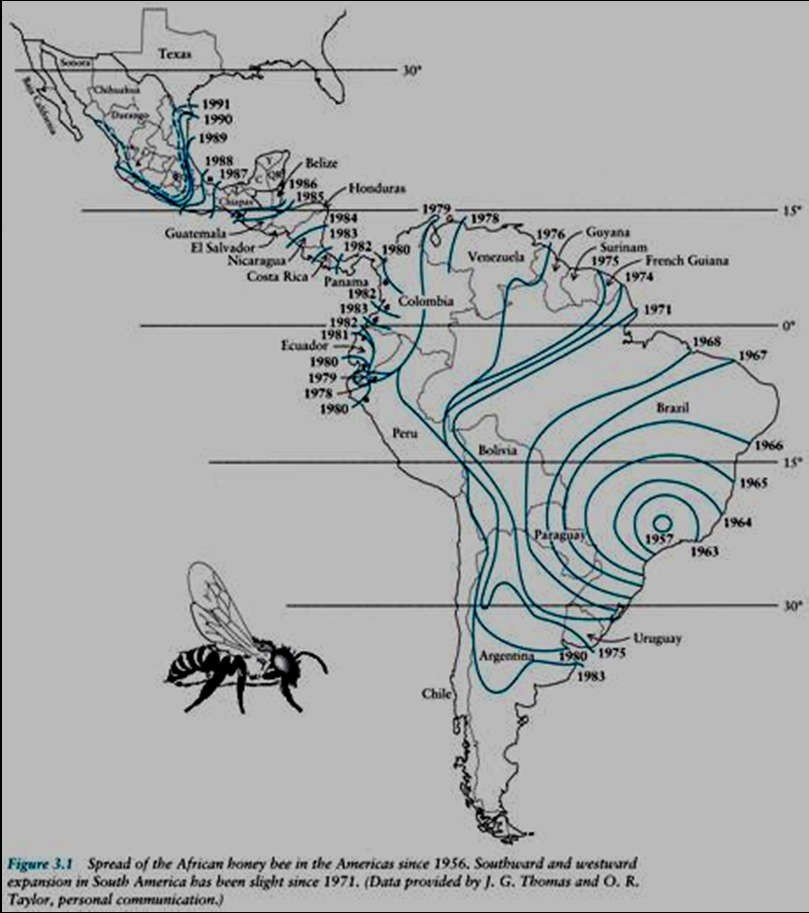 Texas
Sonora
30°
Baja California
Chihuahua
Durango
1991
1990
1989
1988
1987
Y
C
QR
Belize
1986
1985
Chiapas
Honduras
15°
1984
1983
1982
Guatemala
El Salvador
Nicaragua
Costa Rica
Panama
1979
1978
1980
1976
Guyana
Surinam
1975
French Guiana
1974
Venezuela
Colombia
1971
1982
1983
1982
0°
1981
Ecuador
1980
1979
1978
1980
1968
1967
Brazil
Peru
Bolivia
1966
15°
1965
1964
Paraguay
1957
1963
30°
Uruguay
Argentina
1980
1975
1983
Chile
Figure 3.1 Spread of the African honey bee in the Americas since 1956. Southward and westward
expansion in South America has been slight since 1971. (Data provided by J. G. Thomas and O. R.
Taylor, personal communication.)